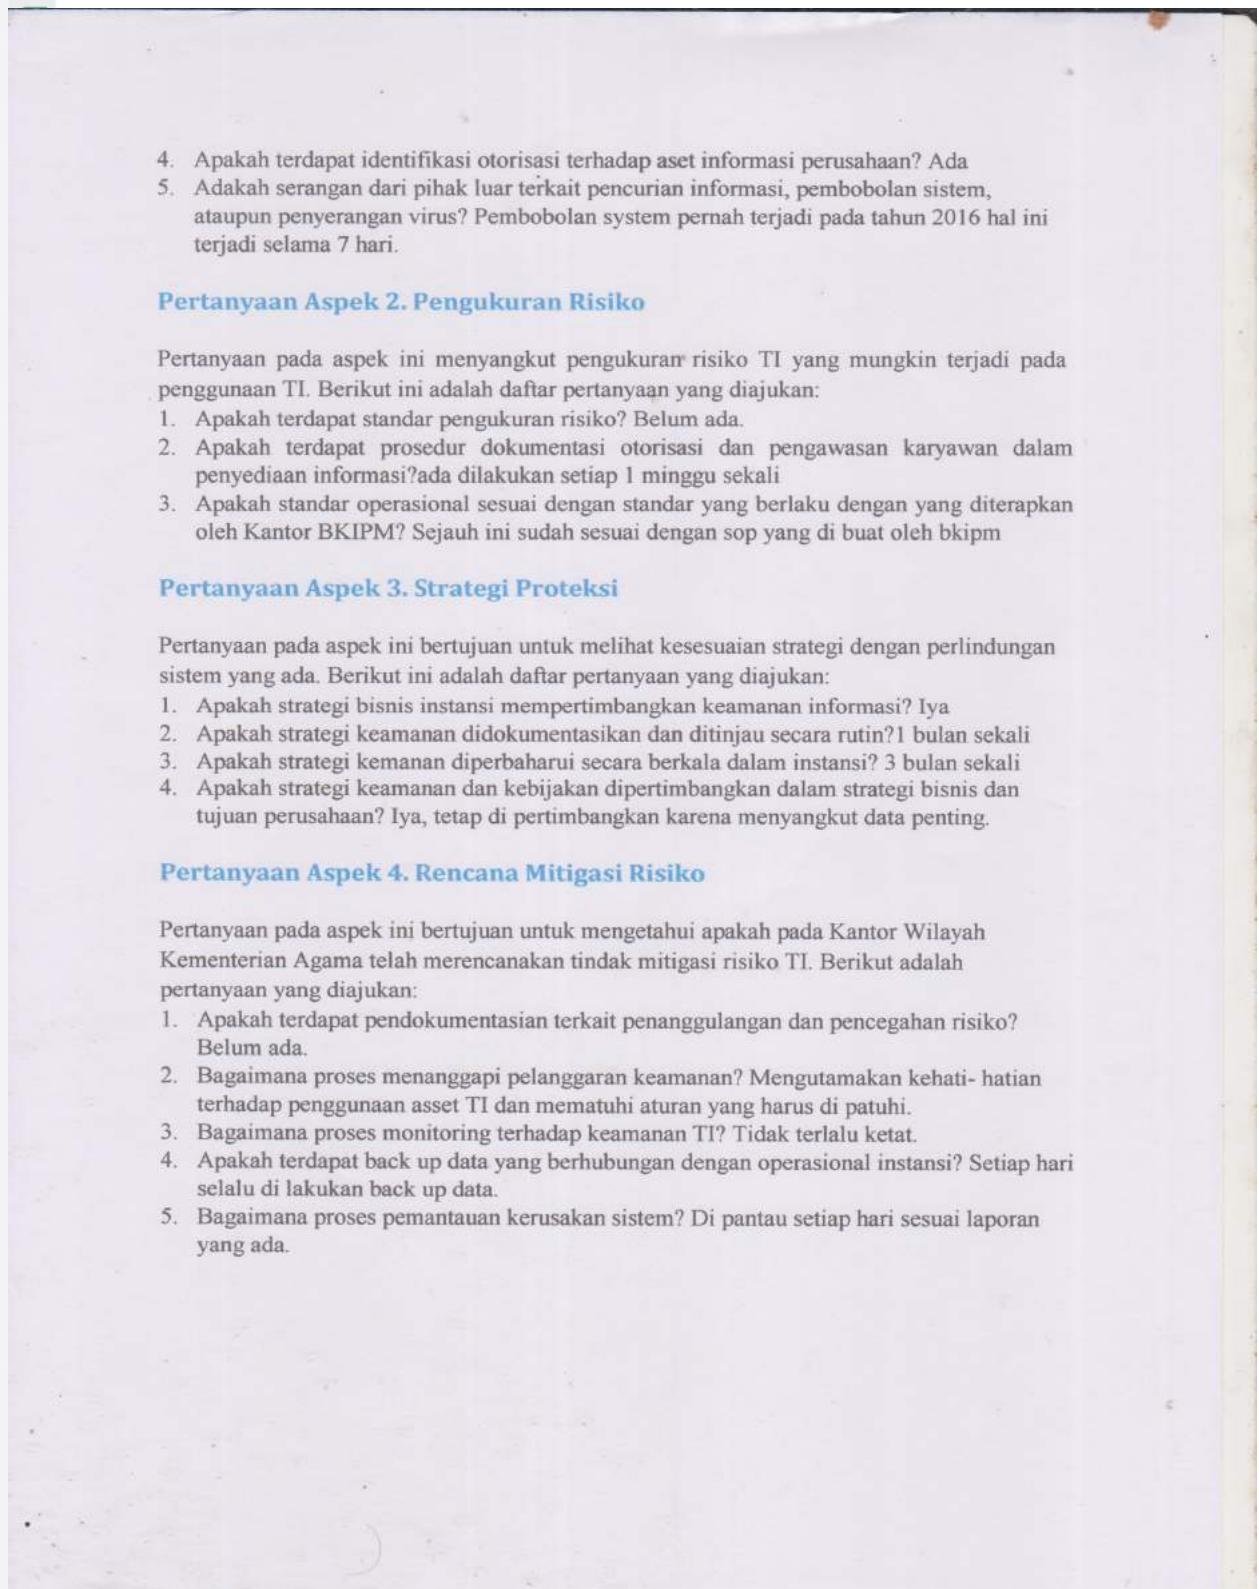 4. Apakah terdapat identifikasi otorisasi terhadap aset informasi perusahaan? Ada
5. Adakah serangan dari pihak luar terkait pencurian informasi, pembobolan sistem,
ataupun penyerangan virus? Pembobolan system pernah terjadi pada tahun 2016 hal ini
terjadi selama 7 hari.
Pertanyaan Aspek 2. Pengukuran Risiko
Pertanyaan pada aspek ini menyangkut pengukuran risiko TI yang mungkin terjadi pada
penggunaan TI. Berikut ini adalah daftar pertanyaan yang diajukan:
1. Apakah terdapat standar pengukuran risiko? Belum ada.
2. Apakah terdapat prosedur dokumentasi otorisasi dan pengawasan karyawan dalam
penyediaan informasi?ada dilakukan setiap 1 minggu sekali
3. Apakah standar operasional sesuai dengan standar yang berlaku dengan yang diterapkan
oleh Kantor BKIPM? Sejauh ini sudah sesuai dengan sop yang di buat oleh bkipm
Pertanyaan Aspek 3. Strategi Proteksi
Pertanyaan pada aspek ini bertujuan untuk melihat kesesuaian strategi dengan perlindungan
sistem yang ada. Berikut ini adalah daftar pertanyaan yang diajukan:
1. Apakah strategi bisnis instansi mempertimbangkan keamanan informasi? Iya
2. Apakah strategi keamanan didokumentasikan dan ditinjau secara rutin?1 bulan sekali
3. Apakah strategi kemanan diperbaharui secara berkala dalam instansi? 3 bulan sekali
4. Apakah strategi keamanan dan kebijakan dipertimbangkan dalam strategi bisnis dan
tujuan perusahaan? Iya, tetap di pertimbangkan karena menyangkut data penting.
Pertanyaan Aspek 4. Rencana Mitigasi Risiko
Pertanyaan pada aspek ini bertujuan untuk mengetahui apakah pada Kantor Wilayah
Kementerian Agama telah merencanakan tindak mitigasi risiko TI. Berikut adalah
pertanyaan yang diajukan:
1. Apakah terdapat pendokumentasian terkait penanggulangan dan pencegahan risiko?
Belum ada.
2. Bagaimana proses menanggapi pelanggaran keamanan? Mengutamakan kehati- hatian
terhadap penggunaan asset TI dan mematuhi aturan yang harus di patuhi.
3. Bagaimana proses monitoring terhadap keamanan TI? Tidak terlalu ketat.
4. Apakah terdapat back up data yang berhubungan dengan operasional instansi? Setiap hari
selalu di lakukan back up data.
5. Bagaimana proses pemantauan kerusakan sistem? Di pantau setiap hari sesuai laporan
yang ada.